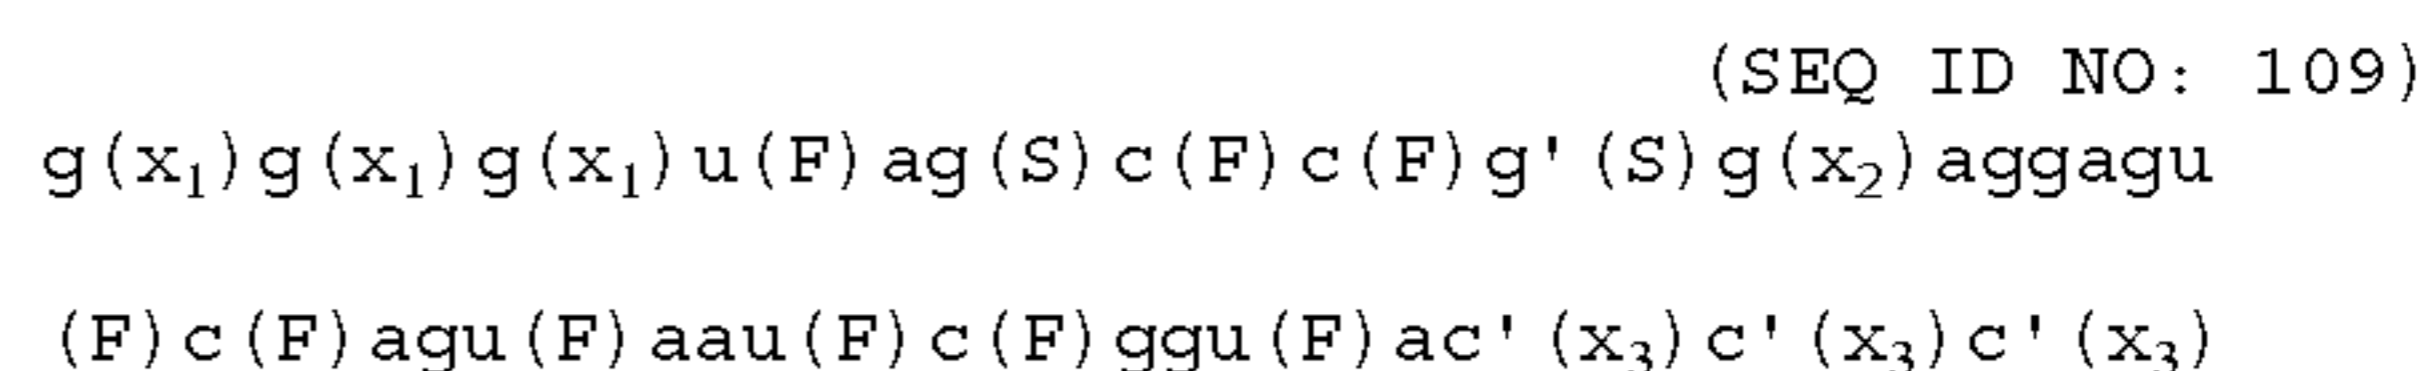 (SEQ ID NO: 109)
g(x₁)g(x₁)g(x₁)u(F)ag(S)c(F)c(F)g'(S)g(x₂)aggagu
(F)c(F)agu(F)aau(F)c(F)ggu(F)ac'(x₃)c'(x₃)c'(x₃)